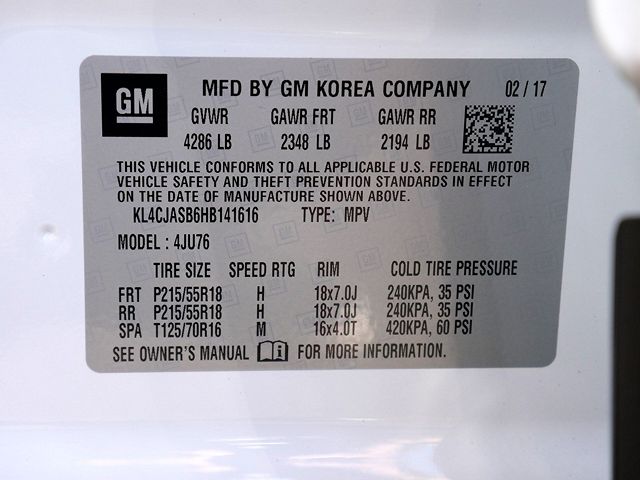 GM MFD BY GM KOREA COMPANY 02 / 17
GVWR GAWR FRT GAWR RR
4286 LB 2348 LB 2194 LB
THIS VEHICLE CONFORMS TO ALL APPLICABLE U.S. FEDERAL MOTOR
VEHICLE SAFETY AND THEFT PREVENTION STANDARDS IN EFFECT
ON THE DATE OF MANUFACTURE SHOWN ABOVE.
KL4CJASB6HB141616 TYPE: MPV
MODEL : 4JU76
TIRE SIZE SPEED RTG RIM COLD TIRE PRESSURE
FRT P215/55R18 H 18x7.0J 240KPA, 35 PSI
RR P215/55R18 H 18x7.0J 240KPA, 35 PSI
SPA T125/70R16 M 16x4.0T 420KPA, 60 PSI
SEE OWNER'S MANUAL FOR MORE INFORMATION.